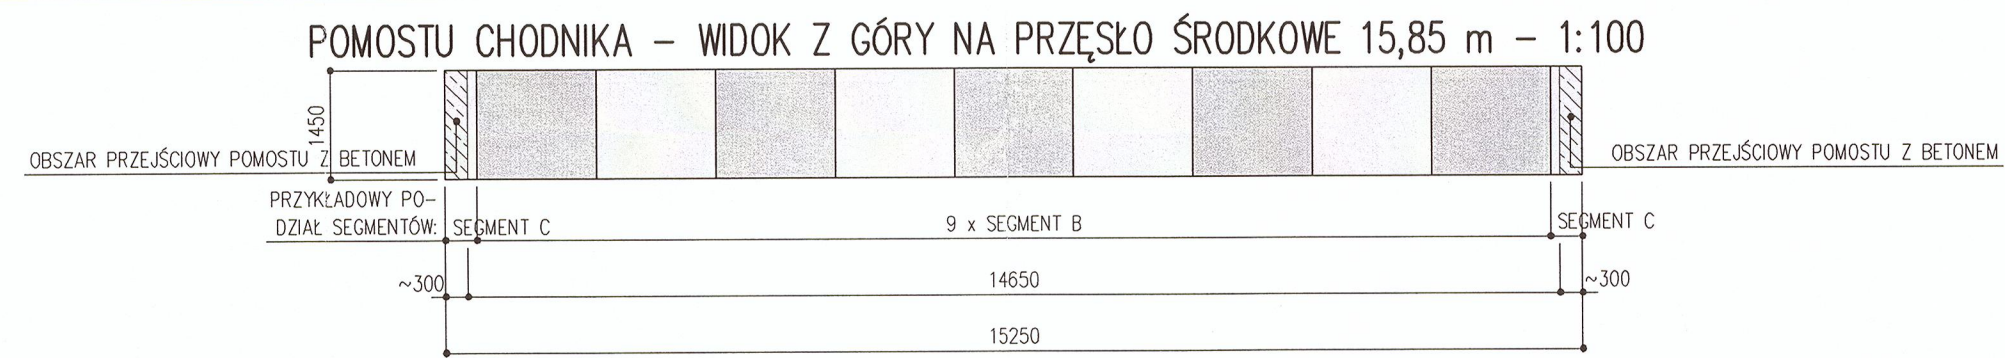 POMOSTU CHODNIKA – WIDOK Z GÓRY NA PRZĘSŁO ŚRODKOWE 15,85 m – 1:100
1450
OBSZAR PRZEJŚCIOWY POMOSTU Z BETONEM
OBSZAR PRZEJŚCIOWY POMOSTU Z BETONEM
PRZYKŁADOWY PO–
DZIAŁ SEGMENTÓW:
SEGMENT C
9 x SEGMENT B
SEGMENT C
~300
14650
~300
15250